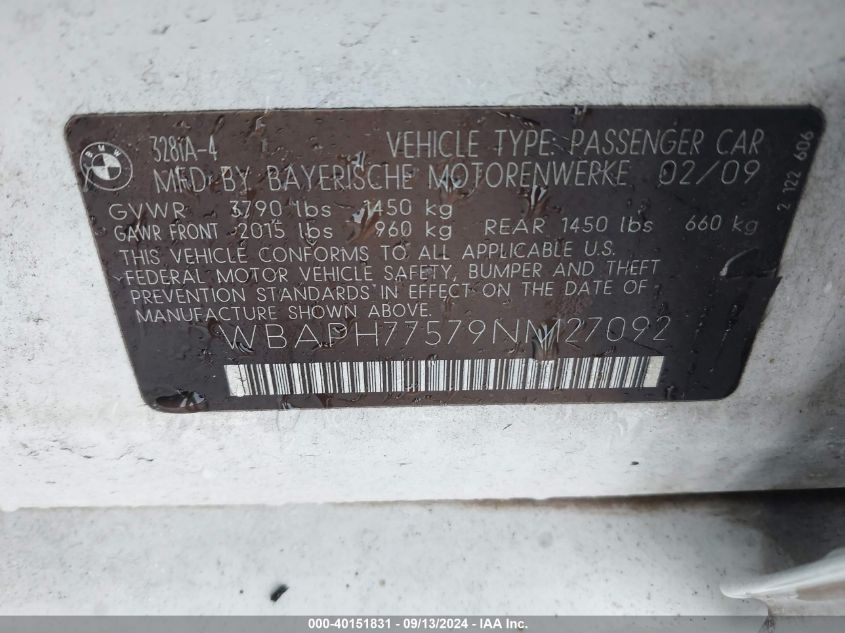 BMW
328iA-4 VEHICLE TYPE: PASSENGER CAR
MFD BY BAYERISCHE MOTORENWERKE 02/09
GVWR 3790 lbs 1450 kg
GAWR FRONT 2015 lbs 960 kg REAR 1450 lbs 660 kg
THIS VEHICLE CONFORMS TO ALL APPLICABLE U.S.
FEDERAL MOTOR VEHICLE SAFETY, BUMPER AND THEFT
PREVENTION STANDARDS IN EFFECT ON THE DATE OF
MANUFACTURE SHOWN ABOVE.
WBAPH77579NM27092
2 122 606
000-40151831 - 09/13/2024 - IAA Inc.